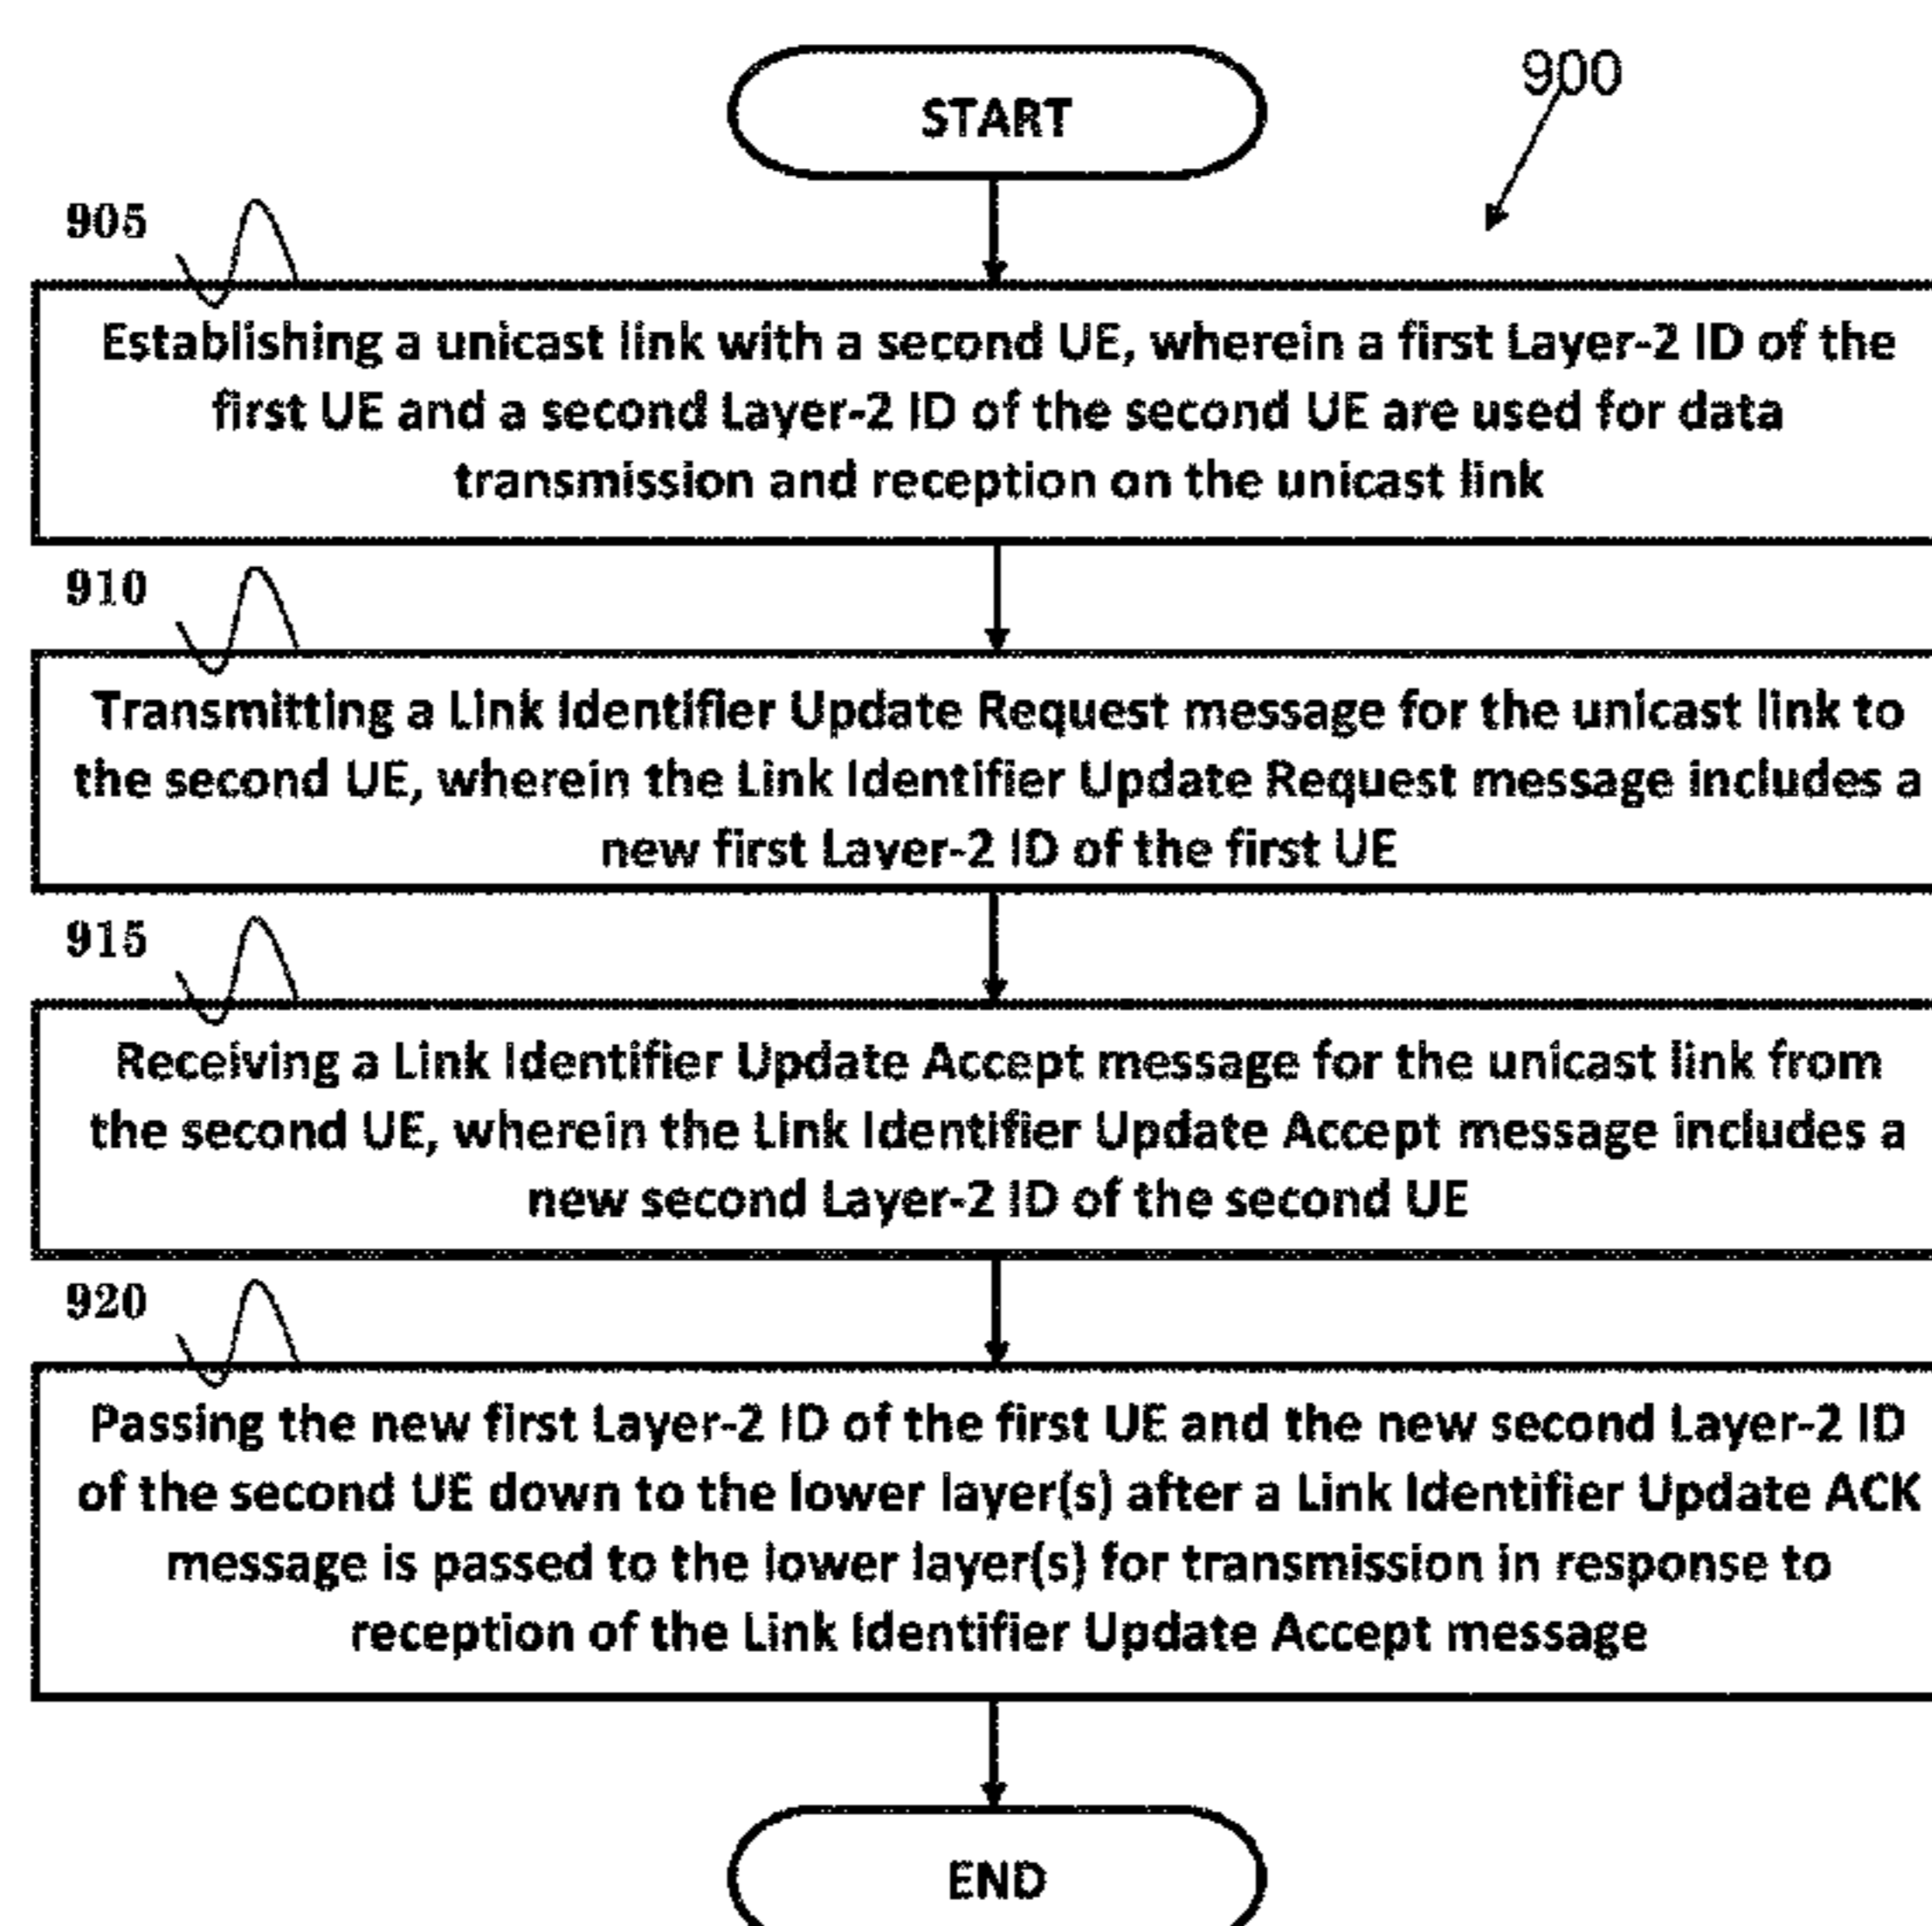 START
900
905
Establishing a unicast link with a second UE, wherein a first Layer-2 ID of the
first UE and a second Layer-2 ID of the second UE are used for data
transmission and reception on the unicast link
910
Transmitting a Link Identifier Update Request message for the unicast link to
the second UE, wherein the Link Identifier Update Request message includes a
new first Layer-2 ID of the first UE
915
Receiving a Link Identifier Update Accept message for the unicast link from
the second UE, wherein the Link Identifier Update Accept message includes a
new second Layer-2 ID of the second UE
920
Passing the new first Layer-2 ID of the first UE and the new second Layer-2 ID
of the second UE down to the lower layer(s) after a Link Identifier Update ACK
message is passed to the lower layer(s) for transmission in response to
reception of the Link Identifier Update Accept message
END